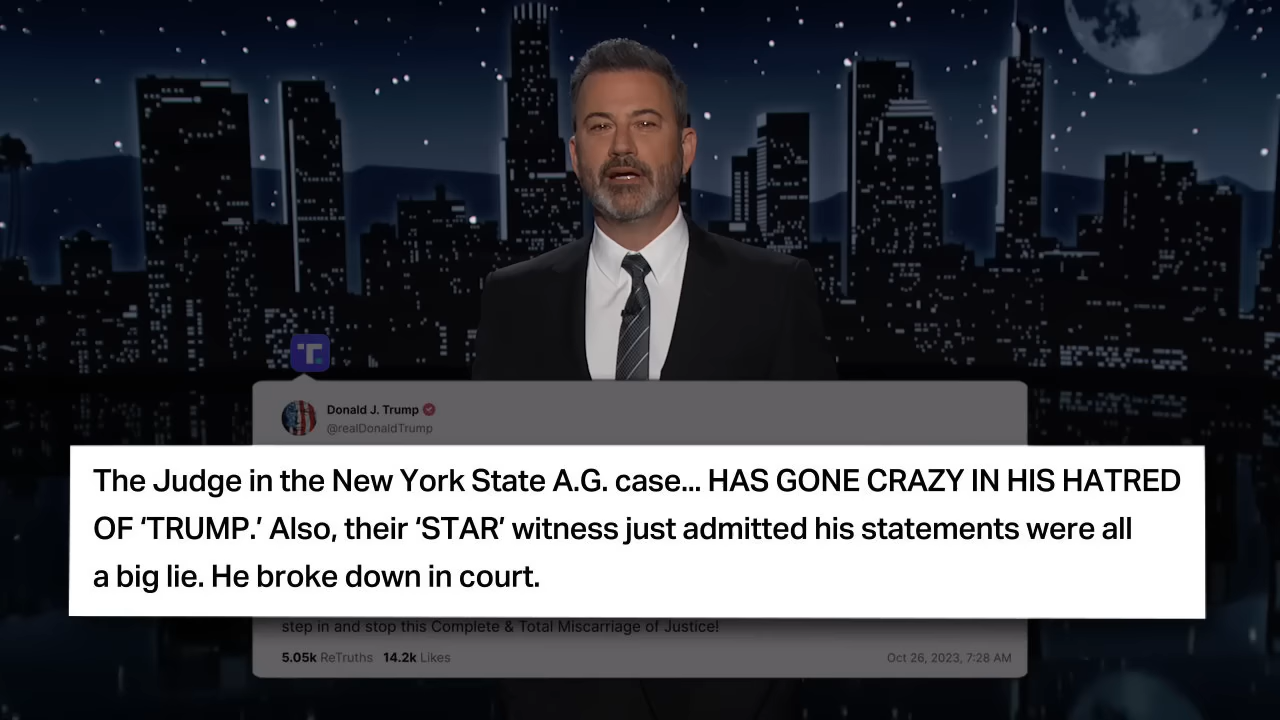 Donald J. Trump
@realDonaldTrump
The Judge in the New York State A.G. case... HAS GONE CRAZY IN HIS HATRED
OF ‘TRUMP.’ Also, their ‘STAR’ witness just admitted his statements were all
a big lie. He broke down in court.
step in and stop this Complete & Total Miscarriage of Justice!
5.05k ReTruths 14.2k Likes
Oct 26, 2023, 7:28 AM